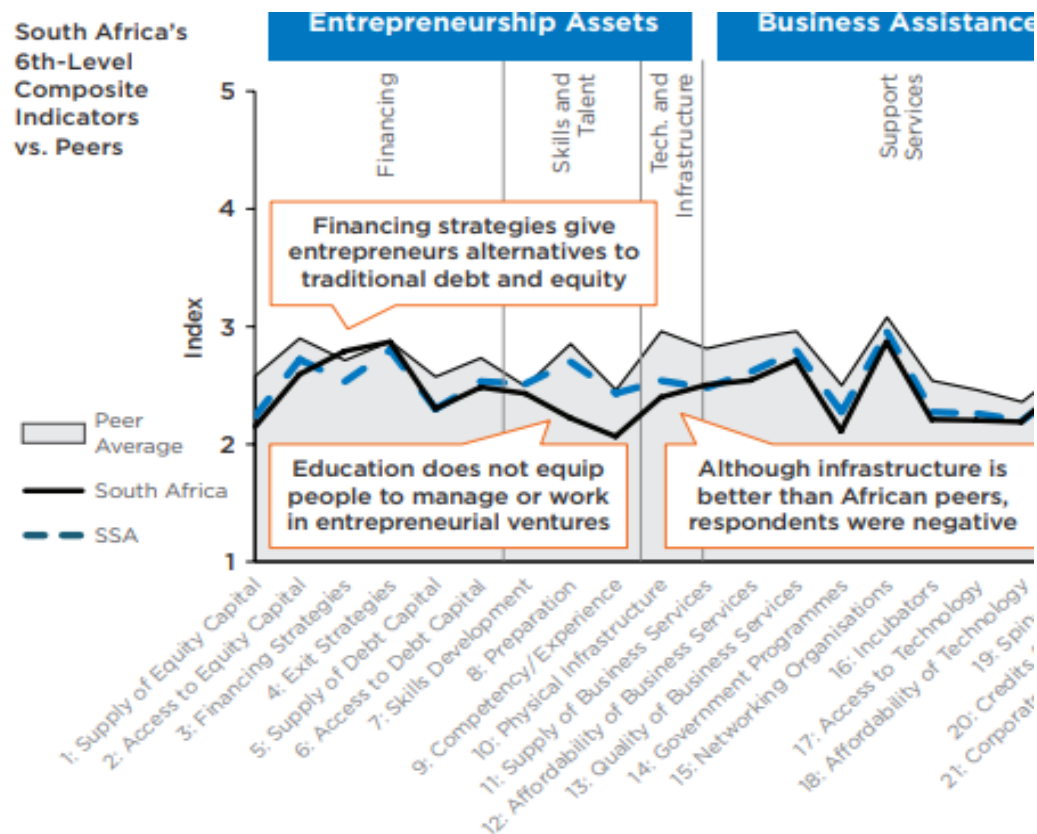 South Africa's
6th-Level
Composite
Indicators
vs. Peers
Entrepreneurship Assets
Business Assistance
Financing
Skills and
Talent
Tech. and
Infrastructure
Support
Services
Index
5
4
3
2
1
Financing strategies give
entrepreneurs alternatives to
traditional debt and equity
Education does not equip
people to manage or work
in entrepreneurial ventures
Although infrastructure is
better than African peers,
respondents were negative
Peer
Average
South Africa
SSA
1: Supply of Equity Capital
2: Access to Equity Capital
3: Financing Strategies
4: Exit Strategies
5: Supply of Debt Capital
6: Access to Debt Capital
7: Skills Development
8: Preparation
9: Competency/Experience
10: Physical Infrastructure
11: Supply of Business Services
12: Affordability of Business Services
13: Quality of Business Services
14: Government Programmes
15: Networking Organisations
16: Incubators
17: Access to Technology
18: Affordability of Technology
19: Spin
20: Credits
21: Corporat